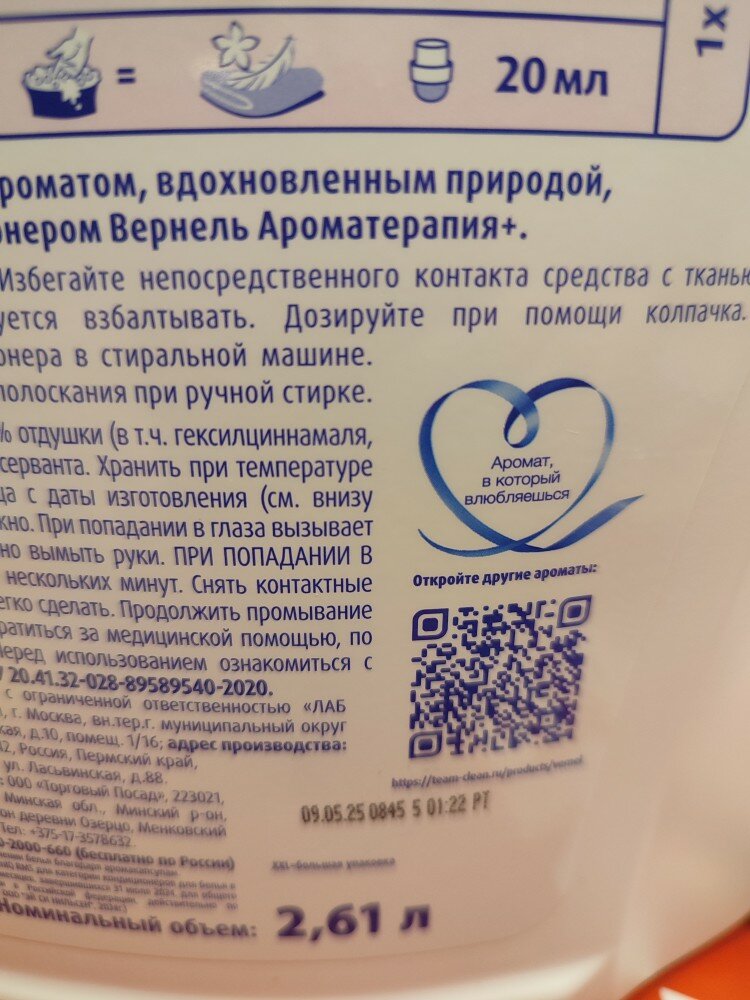 1x
=
20 мл
роматом, вдохновленным природой,
онером Вернель Ароматерапия+.
Избегайте непосредственного контакта средства с тканью
уется взбалтывать. Дозируйте при помощи колпачка.
онера в стиральной машине.
полоскания при ручной стирке.
% отдушки (в т.ч. гексилциннамаля,
серванта. Хранить при температуре
ца с даты изготовления (см. внизу
жно. При попадании в глаза вызывает
но вымыть руки. ПРИ ПОПАДАНИИ В
нескольких минут. Снять контактные
егко сделать. Продолжить промывание
ратиться за медицинской помощью, по
Перед использованием ознакомиться с
20.41.32-028-89589540-2020.
с ограниченной ответственностью «ЛАБ
г. Москва, вн.тер.г. муниципальный округ
кая, д.10, помещ. 1/16; адрес производства:
Россия, Пермский край,
ул. Ласьвинская, д.88.
ООО «Торговый Посад», 223021,
Минская обл., Минский р-он,
он деревни Озерцо, Менковский
Тел: +375-17-3578632.
0-2000-660 (бесплатно по России)
Номинальный объем: 2,61 л
Аромат,
в который
влюбляешься
Откройте другие ароматы:
https://team-clean.ru/products/vernel
09.05.25 0845 5 01:22 РТ
XXL-большая упаковка